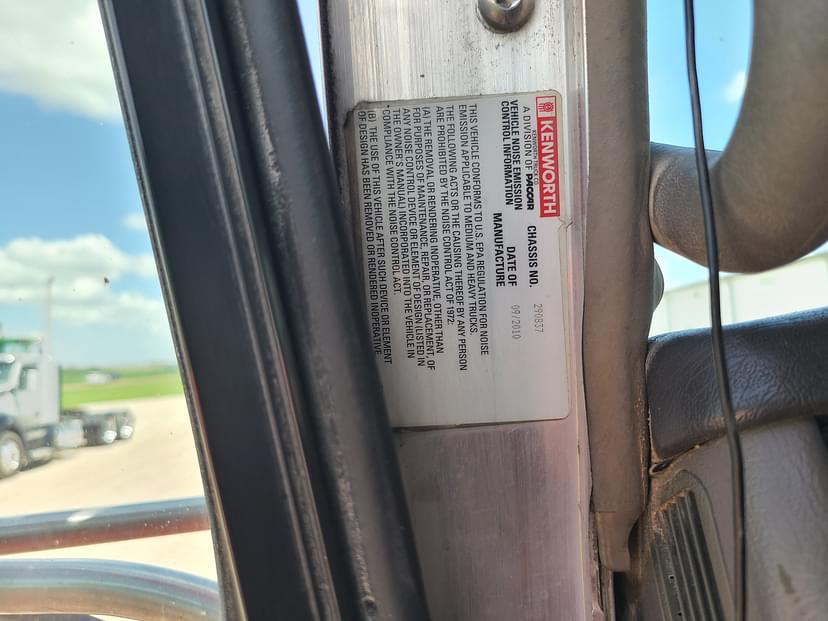 KENWORTH
KENWORTH TRUCK CO.
A DIVISION OF PACCAR
VEHICLE NOISE EMISSION
CONTROL INFORMATION
CHASSIS NO. 290837
DATE OF
MANUFACTURE 09/2010
THIS VEHICLE CONFORMS TO U.S. EPA REGULATION FOR NOISE
EMISSION APPLICABLE TO MEDIUM AND HEAVY TRUCKS
THE FOLLOWING ACTS OR THE CAUSING THEREOF BY ANY PERSON
ARE PROHIBITED BY THE NOISE CONTROL ACT OF 1972:
(A) THE REMOVAL OR RENDERING INOPERATIVE, OTHER THAN
FOR PURPOSES OF MAINTENANCE, REPAIR, OR REPLACEMENT, OF
ANY NOISE CONTROL DEVICE OR ELEMENT OF DESIGN (LISTED IN
THE OWNER'S MANUAL) INCORPORATED INTO THE VEHICLE IN
COMPLIANCE WITH THE NOISE CONTROL ACT.
(B) THE USE OF THIS VEHICLE AFTER SUCH DEVICE OR ELEMENT
OF DESIGN HAS BEEN REMOVED OR RENDERED INOPERATIVE